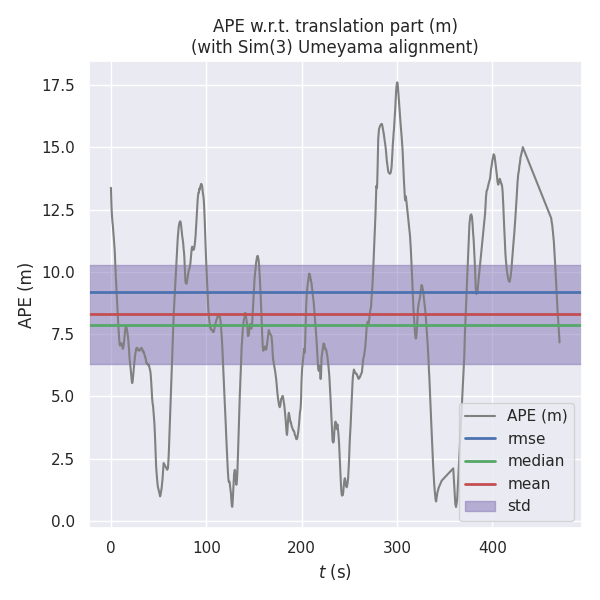 APE w.r.t. translation part (m)
(with Sim(3) Umeyama alignment)
APE (m)
17.5
15.0
12.5
10.0
7.5
5.0
2.5
0.0
APE (m)
rmse
median
mean
std
0 100 200 300 400
t (s)